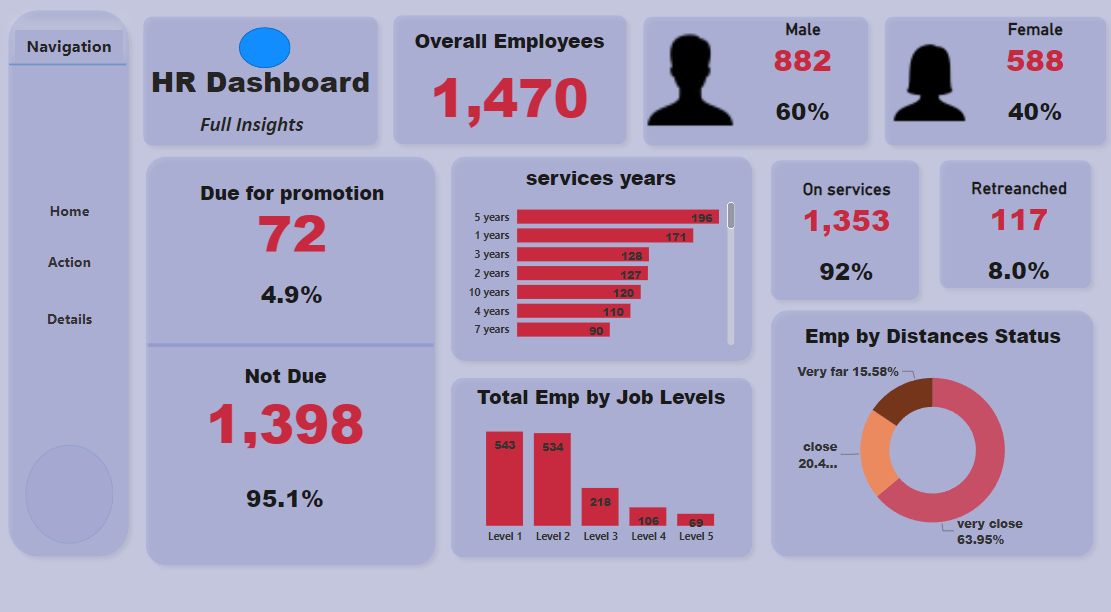 Navigation
Home
Action
Details
HR Dashboard
Full Insights
Overall Employees
1,470
Male
882
60%
Female
588
40%
Due for promotion
72
4.9%
Not Due
1,398
95.1%
services years
5 years 196
1 years 171
3 years 128
2 years 127
10 years 120
4 years 110
7 years 90
On services
1,353
92%
Retreanched
117
8.0%
Total Emp by Job Levels
543 534 218 106 69
Level 1 Level 2 Level 3 Level 4 Level 5
Emp by Distances Status
Very far 15.58%
close
20.4...
very close
63.95%